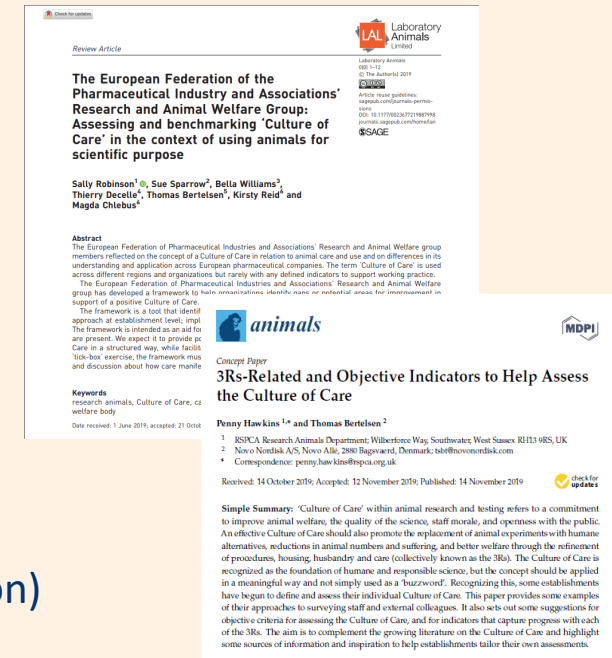 Check for updates
Review Article
LAL Laboratory Animals Limited
Laboratory Animals
0(0) 1–12
© The Author(s) 2019
Article reuse guidelines:
sagepub.com/journals-permis-
sions
DOI: 10.1177/0023677219887998
journals.sagepub.com/home/lan
SSAGE
The European Federation of the
Pharmaceutical Industry and Associations’
Research and Animal Welfare Group:
Assessing and benchmarking ‘Culture of
Care’ in the context of using animals for
scientific purpose
Sally Robinson1, Sue Sparrow2, Bella Williams3,
Thierry Decelle4, Thomas Bertelsen5, Kirsty Reid6 and
Magda Chlebus6
Abstract
The European Federation of Pharmaceutical Industries and Associations’ Research and Animal Welfare group
members reflected on the concept of a Culture of Care in relation to animal care and use and on differences in its
understanding and application across European pharmaceutical companies. The term ‘Culture of Care’ is used
across different regions and organizations but rarely with any defined indicators to support working practice.
The European Federation of Pharmaceutical Industries and Associations’ Research and Animal Welfare
group has developed a framework to help organizations identify gaps or potential areas for improvement in
support of a positive Culture of Care.
The framework is a tool that
approach at establishment level;
The framework is intended as an aid for
are present. We expect it to provide
Care in a structured way, while
‘tick-box’ exercise, the framework
and discussion about how care
Keywords
research animals, Culture of Care,
welfare body
Date received: 1 June 2019; accepted: 21
animals
MDPI
Concept Paper
3Rs-Related and Objective Indicators to Help Assess
the Culture of Care
Penny Hawkins 1,* and Thomas Bertelsen 2
1 RSPCA Research Animals Department; Wilberforce Way, Southwater, West Sussex RH13 9RS, UK
2 Novo Nordisk A/S, Novo Allé, 2880 Bagsvaerd, Denmark; tsbt@novonordisk.com
* Correspondence: penny.hawkins@rspca.org.uk
Received: 14 October 2019; Accepted: 12 November 2019; Published: 14 November 2019
check for
updates
Simple Summary: ‘Culture of Care’ within animal research and testing refers to a commitment
to improve animal welfare, the quality of the science, staff morale, and openness with the public.
An effective Culture of Care should also promote the replacement of animal experiments with humane
alternatives, reductions in animal numbers and suffering, and better welfare through the refinement
of procedures, housing, husbandry and care (collectively known as the 3Rs). The Culture of Care is
recognized as the foundation of humane and responsible science, but the concept should be applied
in a meaningful way and not simply used as a ‘buzzword’. Recognizing this, some establishments
have begun to define and assess their individual Culture of Care. This paper provides some examples
of their approaches to surveying staff and external colleagues. It also sets out some suggestions for
objective criteria for assessing the Culture of Care, and for indicators that capture progress with each
of the 3Rs. The aim is to complement the growing literature on the Culture of Care and highlight
some sources of information and inspiration to help establishments tailor their own assessments.
on)